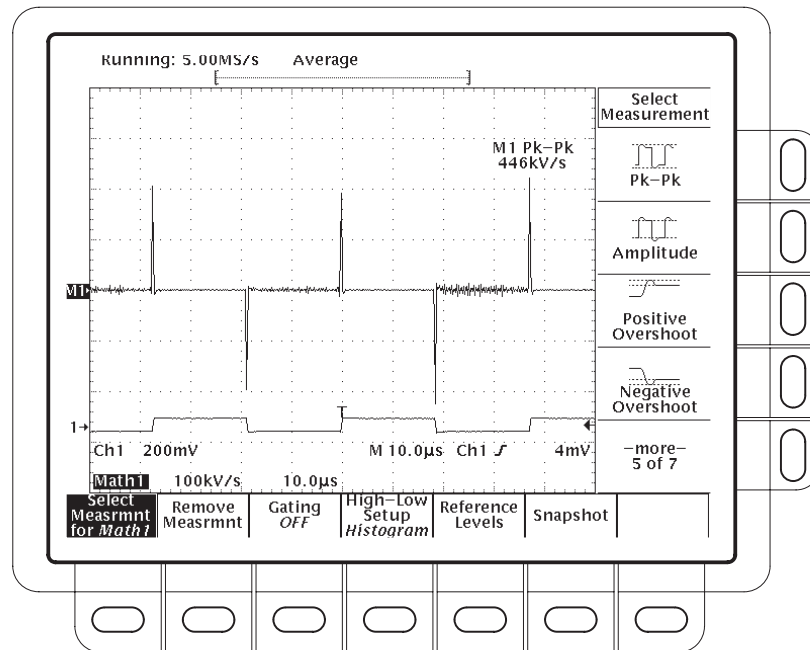 Running: 5.00MS/s Average
Select
Measurement
M1 Pk–Pk
446kV/s
Pk–Pk
Amplitude
M1
Positive
Overshoot
Negative
Overshoot
T
1
Ch1 200mV M 10.0µs Ch1 4mV
–more–
5 of 7
Math1 100kV/s 10.0µs
Select
Measrmnt
for Math1
Remove
Measrmnt
Gating
OFF
High–Low
Setup
Histogram
Reference
Levels
Snapshot